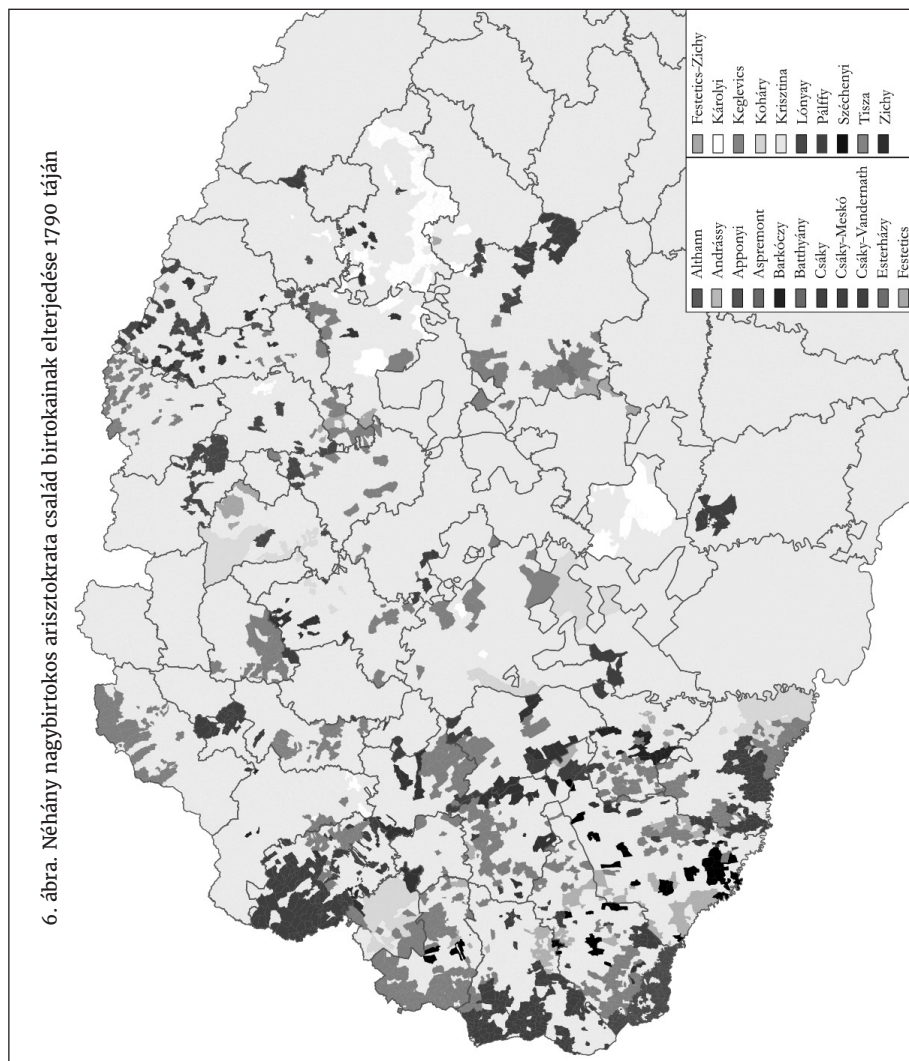 6. ábra. Néhány nagybirtokos arisztokrata család birtokainak elterjedése 1790 táján
Althann
Andrássy
Apponyi
Aspremont
Barkóczy
Batthyány
Csáky
Csáky-Meskó
Csáky-Vandernath
Esterházy
Festetics
Festetics-Zichy
Károlyi
Keglevics
Koháry
Krisztina
Lónyay
Pálffy
Széchenyi
Tisza
Zichy